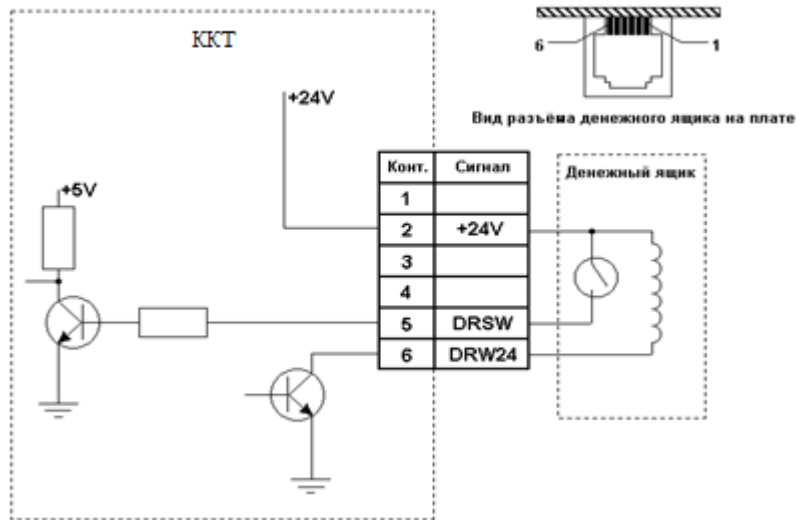 ККТ
6
1
Вид разъёма денежного ящика на плате
+24V
+5V
Конт. Сигнал
1
2 +24V
3
4
5 DRSW
6 DRW24
Денежный ящик